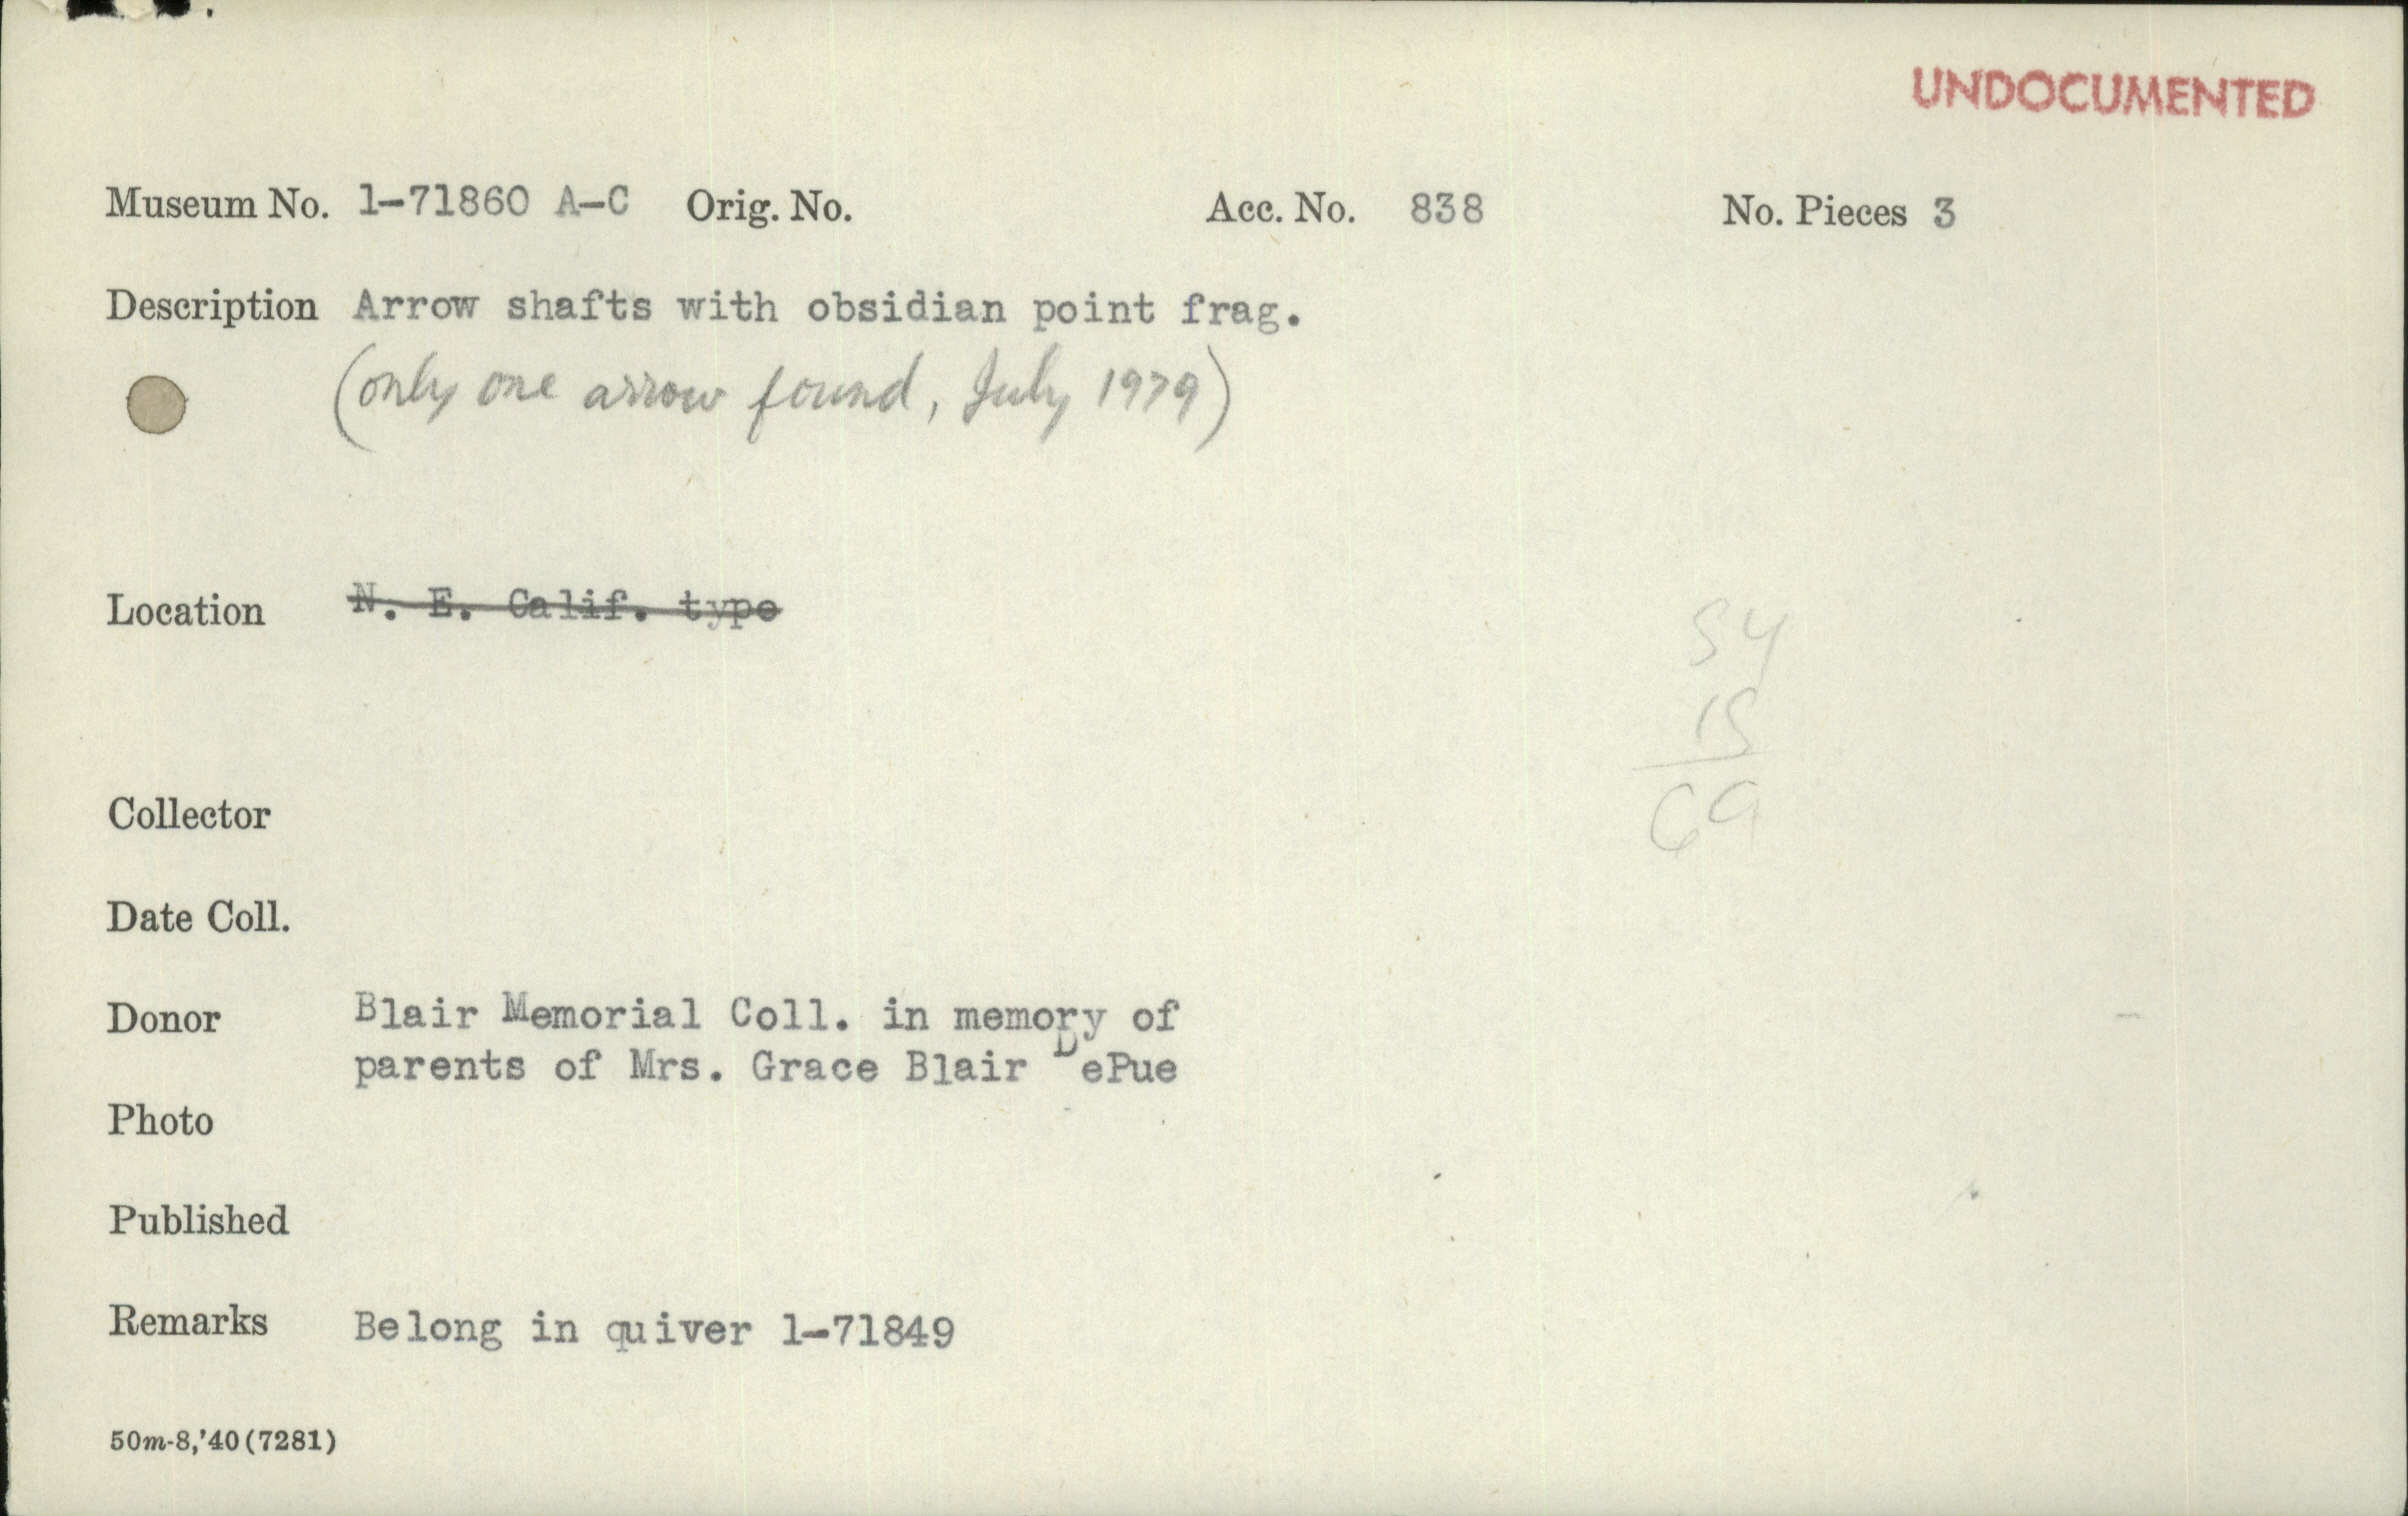 UNDOCUMENTED
Museum No. 1-71860 A-C Orig. No. Acc. No. 838 No. Pieces 3
Description Arrow shafts with obsidian point frag.
(only one arrow found, July 1979)
Location N. E. Calif. type
54
15
69
Collector
Date Coll.
Donor Blair Memorial Coll. in memory of
parents of Mrs. Grace Blair DePue
Photo
Published
Remarks Belong in quiver 1-71849
50m-8,'40(7281)